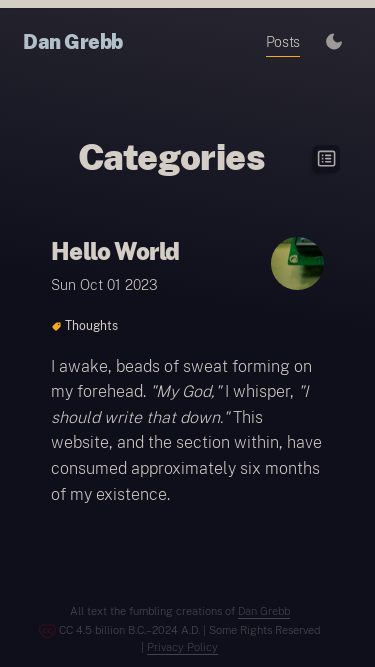 Dan Grebb
Posts
Categories
Hello World
Sun Oct 01 2023
Thoughts
I awake, beads of sweat forming on
my forehead. "My God," I whisper, "I
should write that down." This
website, and the section within, have
consumed approximately six months
of my existence.
All text the fumbling creations of Dan Grebb
CC 4.5 billion B.C.–2024 A.D. | Some Rights Reserved
| Privacy Policy